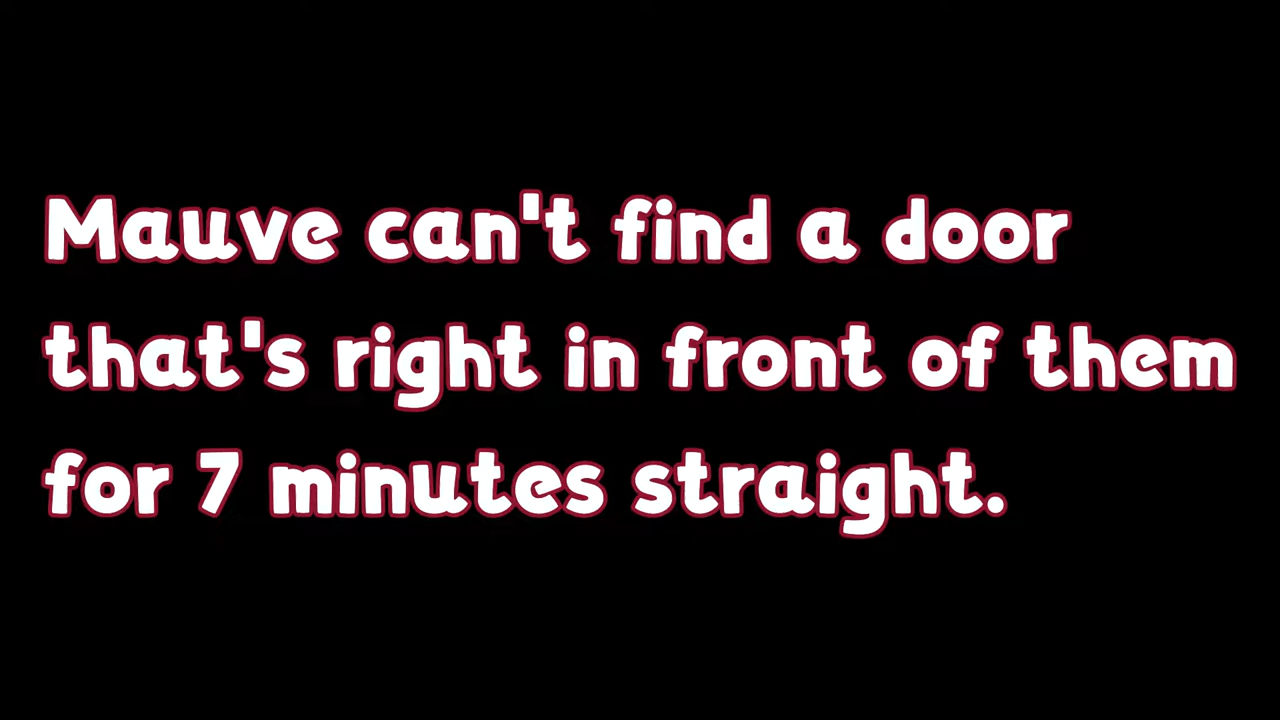 Mauve can't find a door
that's right in front of them
for 7 minutes straight.